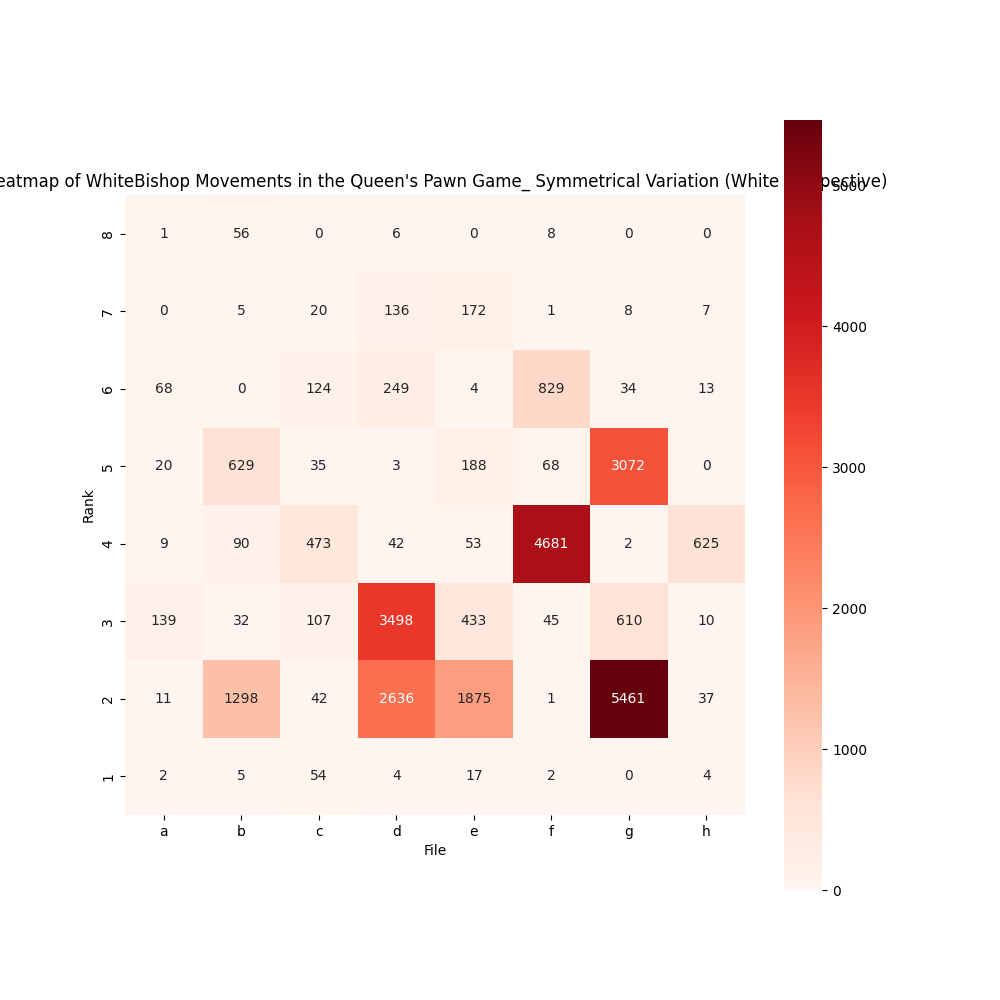 eatmap of WhiteBishop Movements in the Queen's Pawn Game_ Symmetrical Variation (White pective)
5000
4000
3000
2000
1000
0
8 1 56 0 6 0 8 0 0
7 0 5 20 136 172 1 8 7
6 68 0 124 249 4 829 34 13
5 20 629 35 3 188 68 3072 0
4 9 90 473 42 53 4681 2 625
3 139 32 107 3498 433 45 610 10
2 11 1298 42 2636 1875 1 5461 37
1 2 5 54 4 17 2 0 4
Rank
a b c d e f g h
File